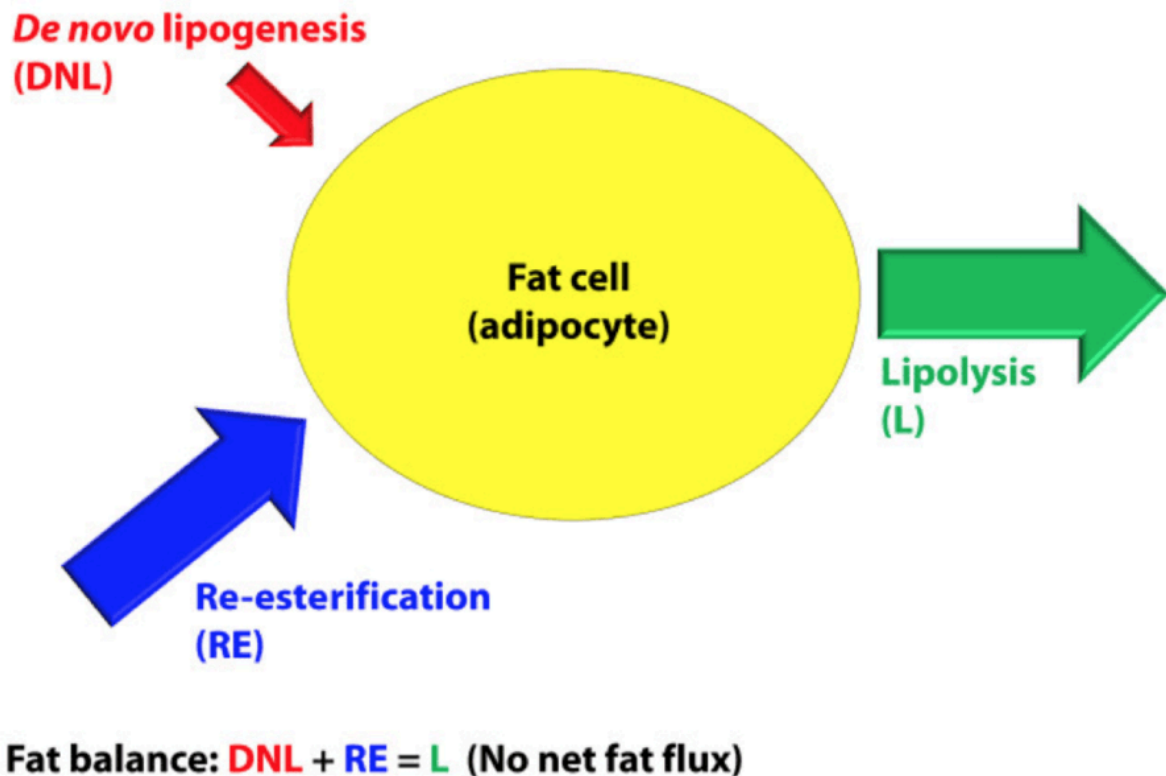 De novo lipogenesis
(DNL)
Fat cell
(adipocyte)
Lipolysis
(L)
Re-esterification
(RE)
Fat balance: DNL + RE = L (No net fat flux)